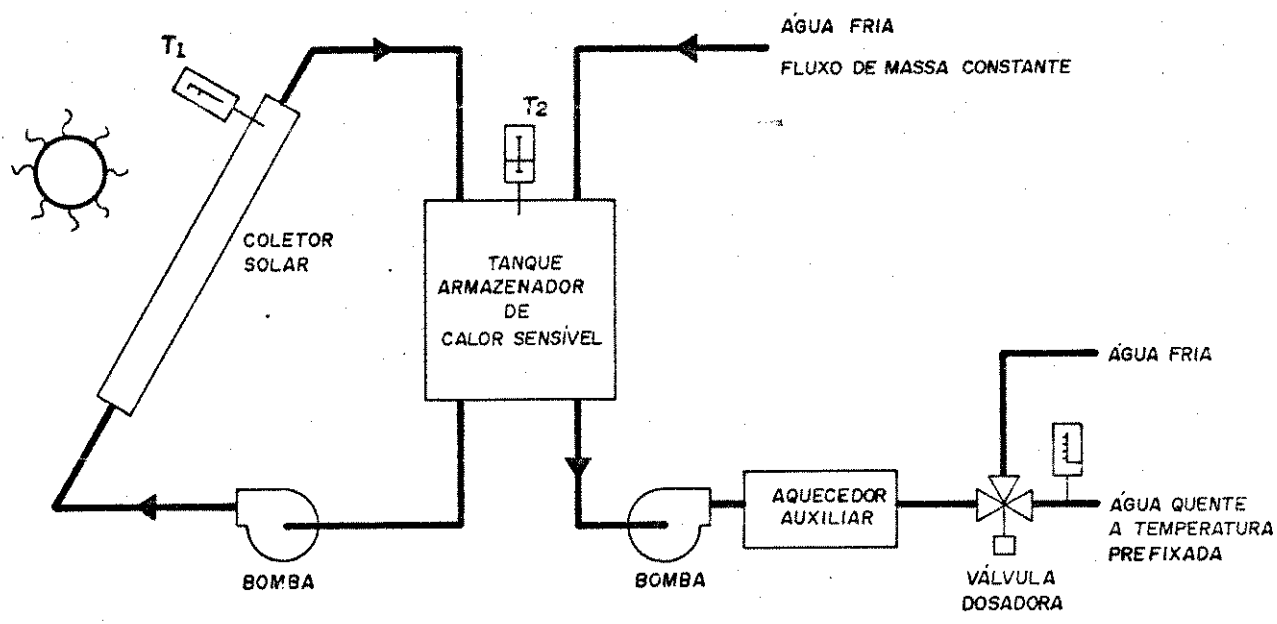 T1
ÁGUA FRIA
FLUXO DE MASSA CONSTANTE
T2
COLETOR
SOLAR
TANQUE
ARMAZENADOR
DE
CALOR SENSÍVEL
ÁGUA FRIA
AQUECEDOR
AUXILIAR
ÁGUA QUENTE
A TEMPERATURA
PREFIXADA
BOMBA
BOMBA
VÁLVULA
DOSADORA